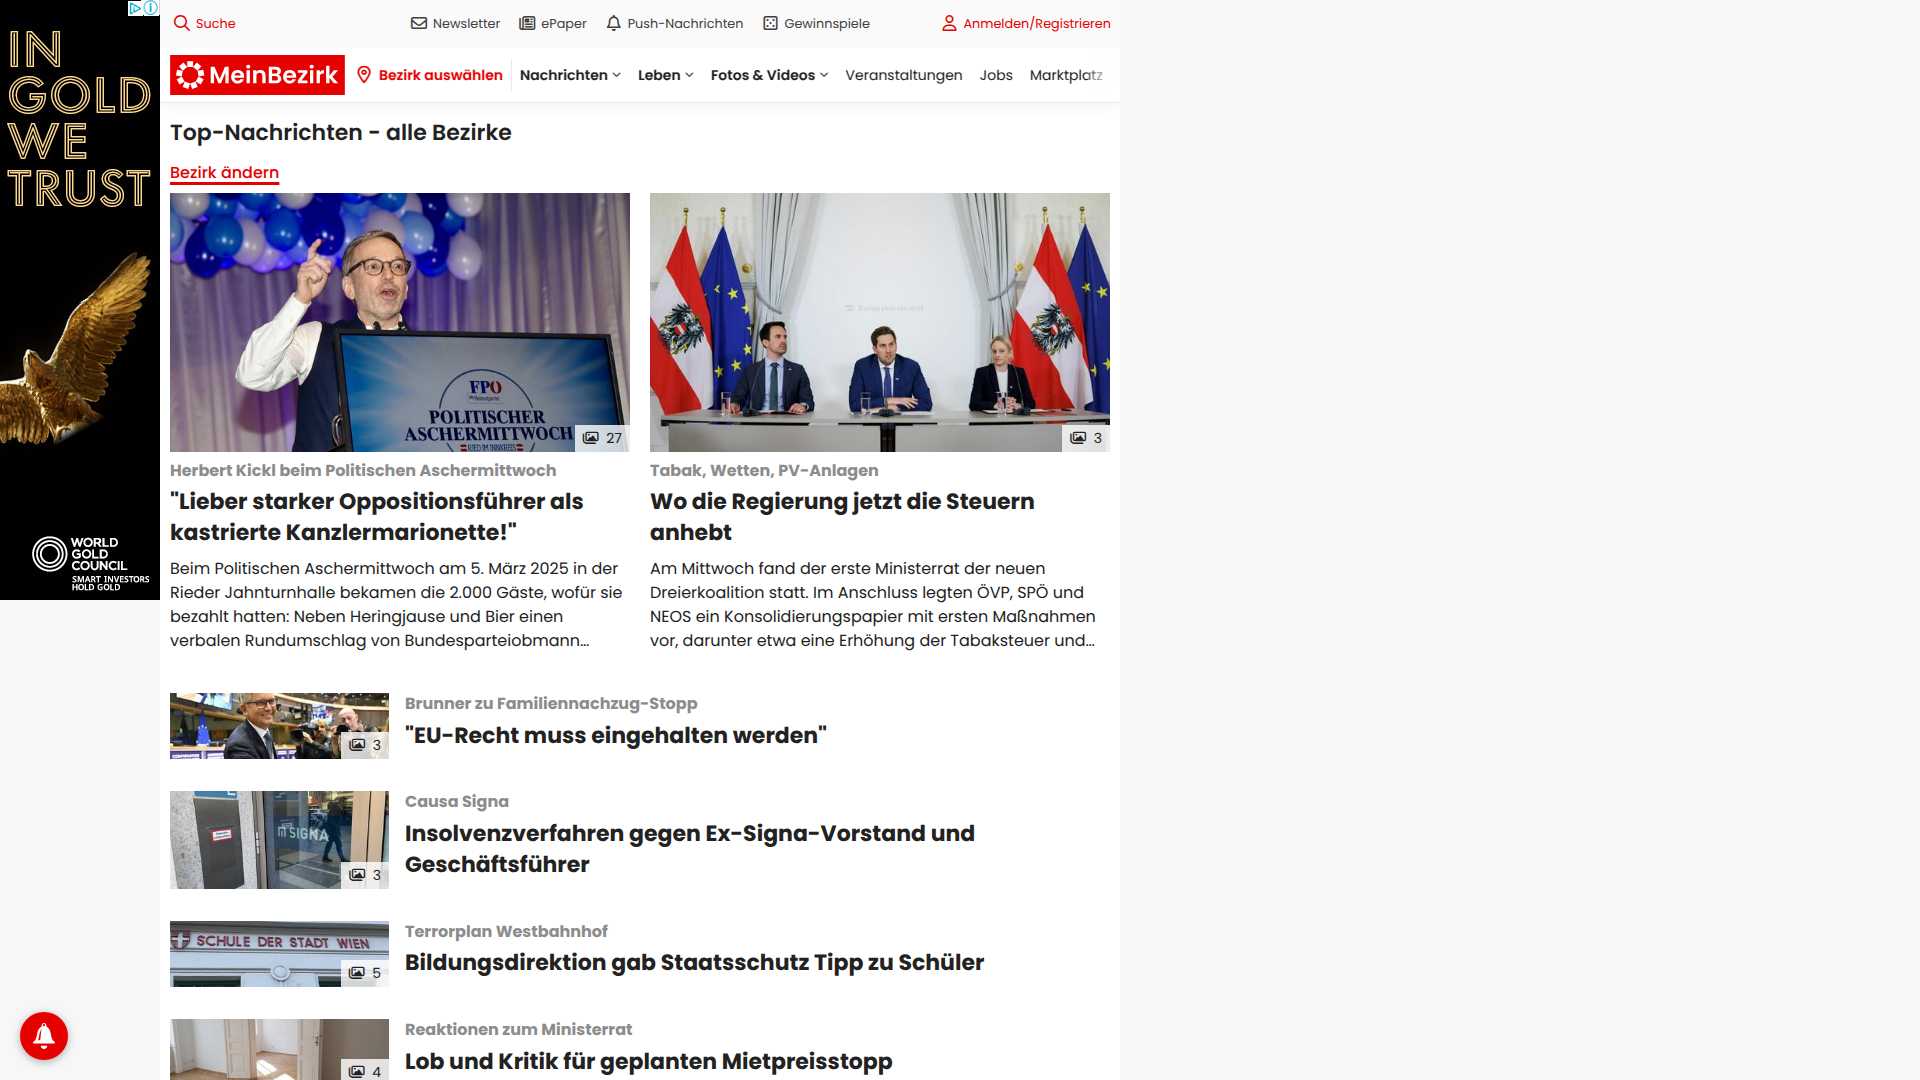 IN
GOLD
WE
TRUST
WORLD
GOLD
COUNCIL
SMART INVESTORS
HOLD GOLD
Suche
Newsletter
ePaper
Push-Nachrichten
Gewinnspiele
Anmelden/Registrieren
MeinBezirk
Bezirk auswählen
Nachrichten
Leben
Fotos & Videos
Veranstaltungen
Jobs
Marktplatz
Top-Nachrichten - alle Bezirke
Bezirk ändern
FPO
POLITISCHER
ASCHERMITTWOCH
RIED IM INNKREIS
27
Herbert Kickl beim Politischen Aschermittwoch
"Lieber starker Oppositionsführer als
kastrierte Kanzlermarionette!"
Beim Politischen Aschermittwoch am 5. März 2025 in der
Rieder Jahnturnhalle bekamen die 2.000 Gäste, wofür sie
bezahlt hatten: Neben Heringjause und Bier einen
verbalen Rundumschlag von Bundesparteiobmann...
3
Tabak, Wetten, PV-Anlagen
Wo die Regierung jetzt die Steuern
anhebt
Am Mittwoch fand der erste Ministerrat der neuen
Dreierkoalition statt. Im Anschluss legten ÖVP, SPÖ und
NEOS ein Konsolidierungspapier mit ersten Maßnahmen
vor, darunter etwa eine Erhöhung der Tabaksteuer und...
3
Brunner zu Familiennachzug-Stopp
"EU-Recht muss eingehalten werden"
SIGNA
3
Causa Signa
Insolvenzverfahren gegen Ex-Signa-Vorstand und
Geschäftsführer
SCHULE DER STADT WIEN
5
Terrorplan Westbahnhof
Bildungsdirektion gab Staatsschutz Tipp zu Schüler
4
Reaktionen zum Ministerrat
Lob und Kritik für geplanten Mietpreisstopp